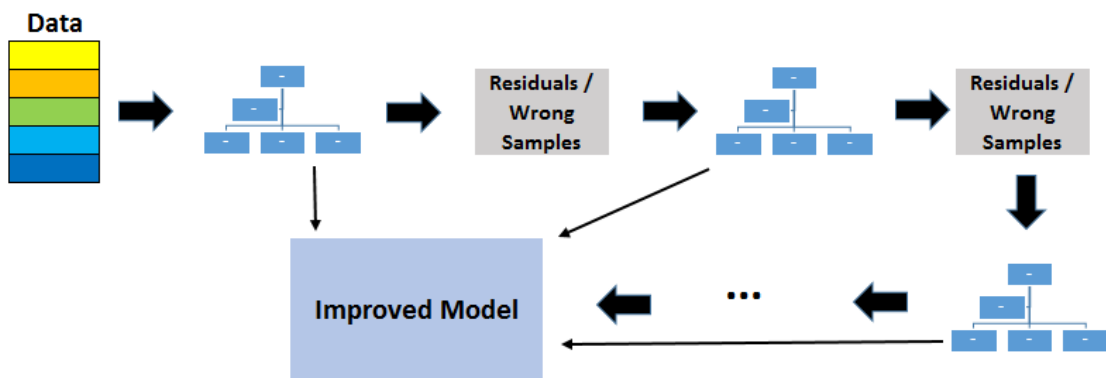 Data
-
-
- - -
Residuals /
Wrong
Samples
-
-
- - -
Residuals /
Wrong
Samples
Improved Model
...
-
-
- - -